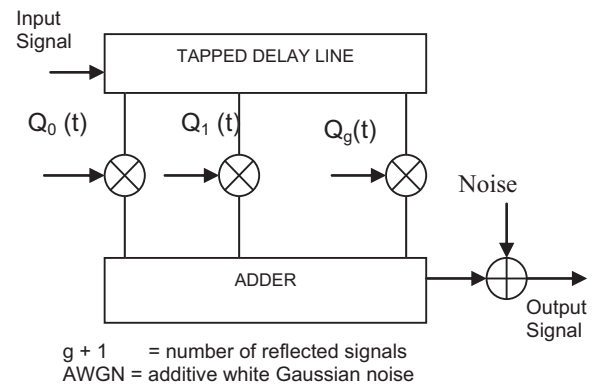 Input
Signal
TAPPED DELAY LINE
Q₀ (t)
Q₁ (t)
Qg(t)
Noise
ADDER
Output
Signal
g + 1 = number of reflected signals
AWGN = additive white Gaussian noise